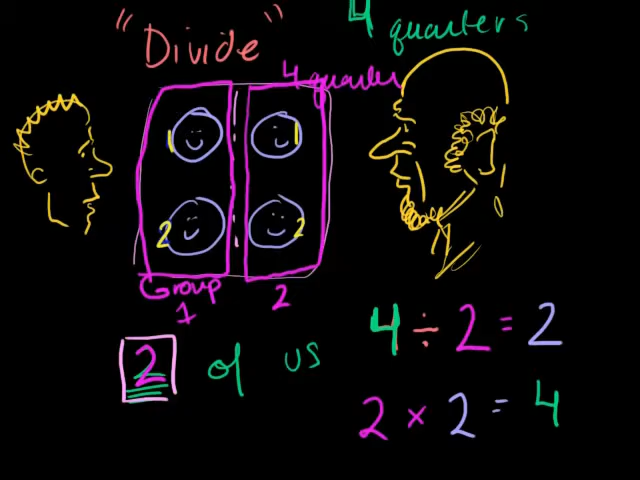 4 quarters
"Divide"
4 quarter
1 1
2 2
Group 1 2
2 of us
4 ÷ 2 = 2
2 × 2 = 4